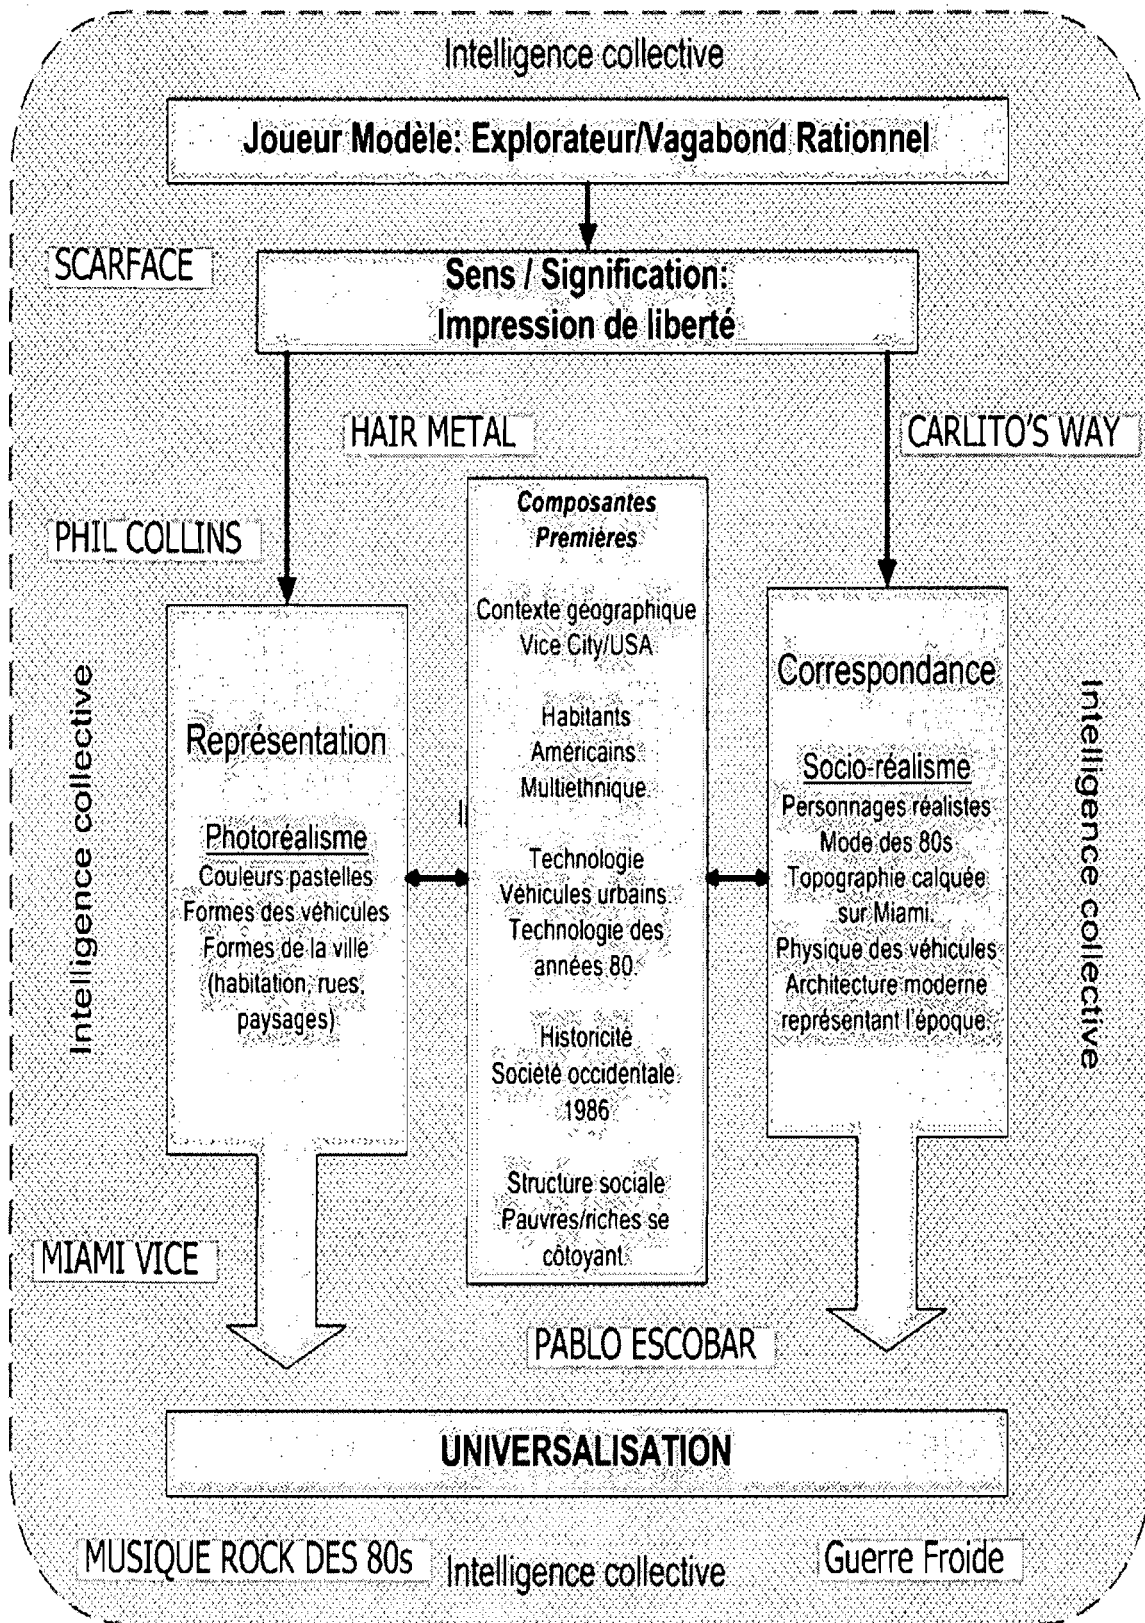 Intelligence collective
Joueur Modèle: Explorateur/Vagabond Rationnel
SCARFACE
Sens / Signification:
Impression de liberté
HAIR METAL
CARLITO'S WAY
PHIL COLLINS
Composantes
Premières
Contexte géographique
Vice City/USA
Habitants
Américains
Multiethnique.
Technologie
Véhicules urbains.
Technologie des
années 80.
Historicité
Société occidentale
1986
Structure sociale
Pauvres/riches se
côtoyant.
Intelligence collective
Représentation
Photoréalisme
Couleurs pastelles
Formes des véhicules
Formes de la ville
(habitation, rues,
paysages)
Correspondance
Socio-réalisme
Personnages réalistes
Mode des 80s
Topographie calquée
sur Miami.
Physique des véhicules
Architecture moderne
représentant l'époque.
Intelligence collective
MIAMI VICE
PABLO ESCOBAR
UNIVERSALISATION
MUSIQUE ROCK DES 80s
Intelligence collective
Guerre Froide